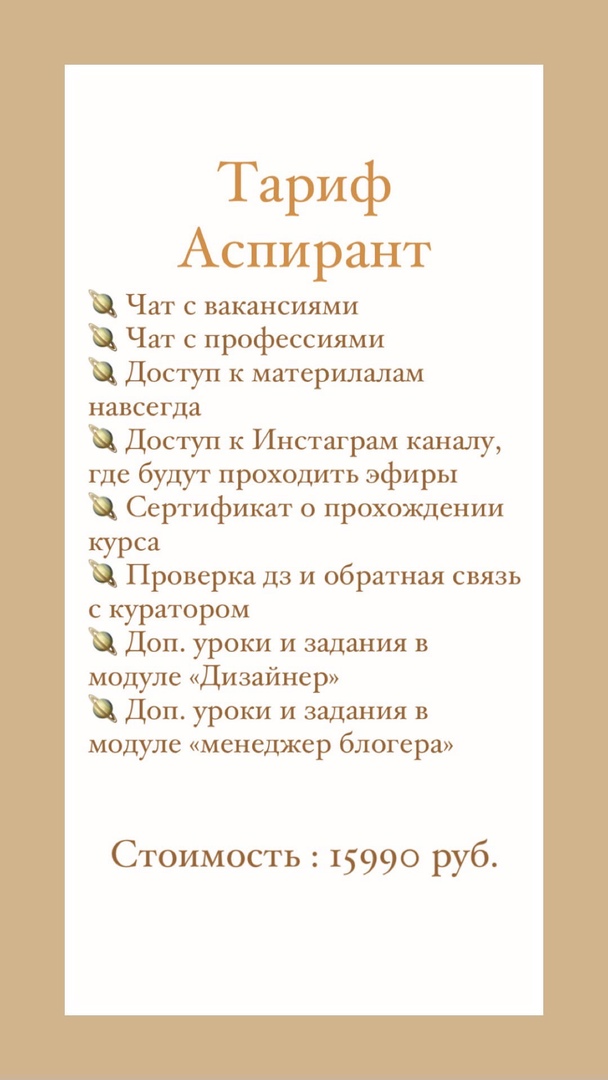 Тариф
Аспирант
🪐 Чат с вакансиями
🪐 Чат с профессиями
🪐 Доступ к материлалам
навсегда
🪐 Доступ к Инстаграм каналу,
где будут проходить эфиры
🪐 Сертификат о прохождении
курса
🪐 Проверка дз и обратная связь
с куратором
🪐 Доп. уроки и задания в
модуле «Дизайнер»
🪐 Доп. уроки и задания в
модуле «менеджер блогера»
Стоимость : 15990 руб.